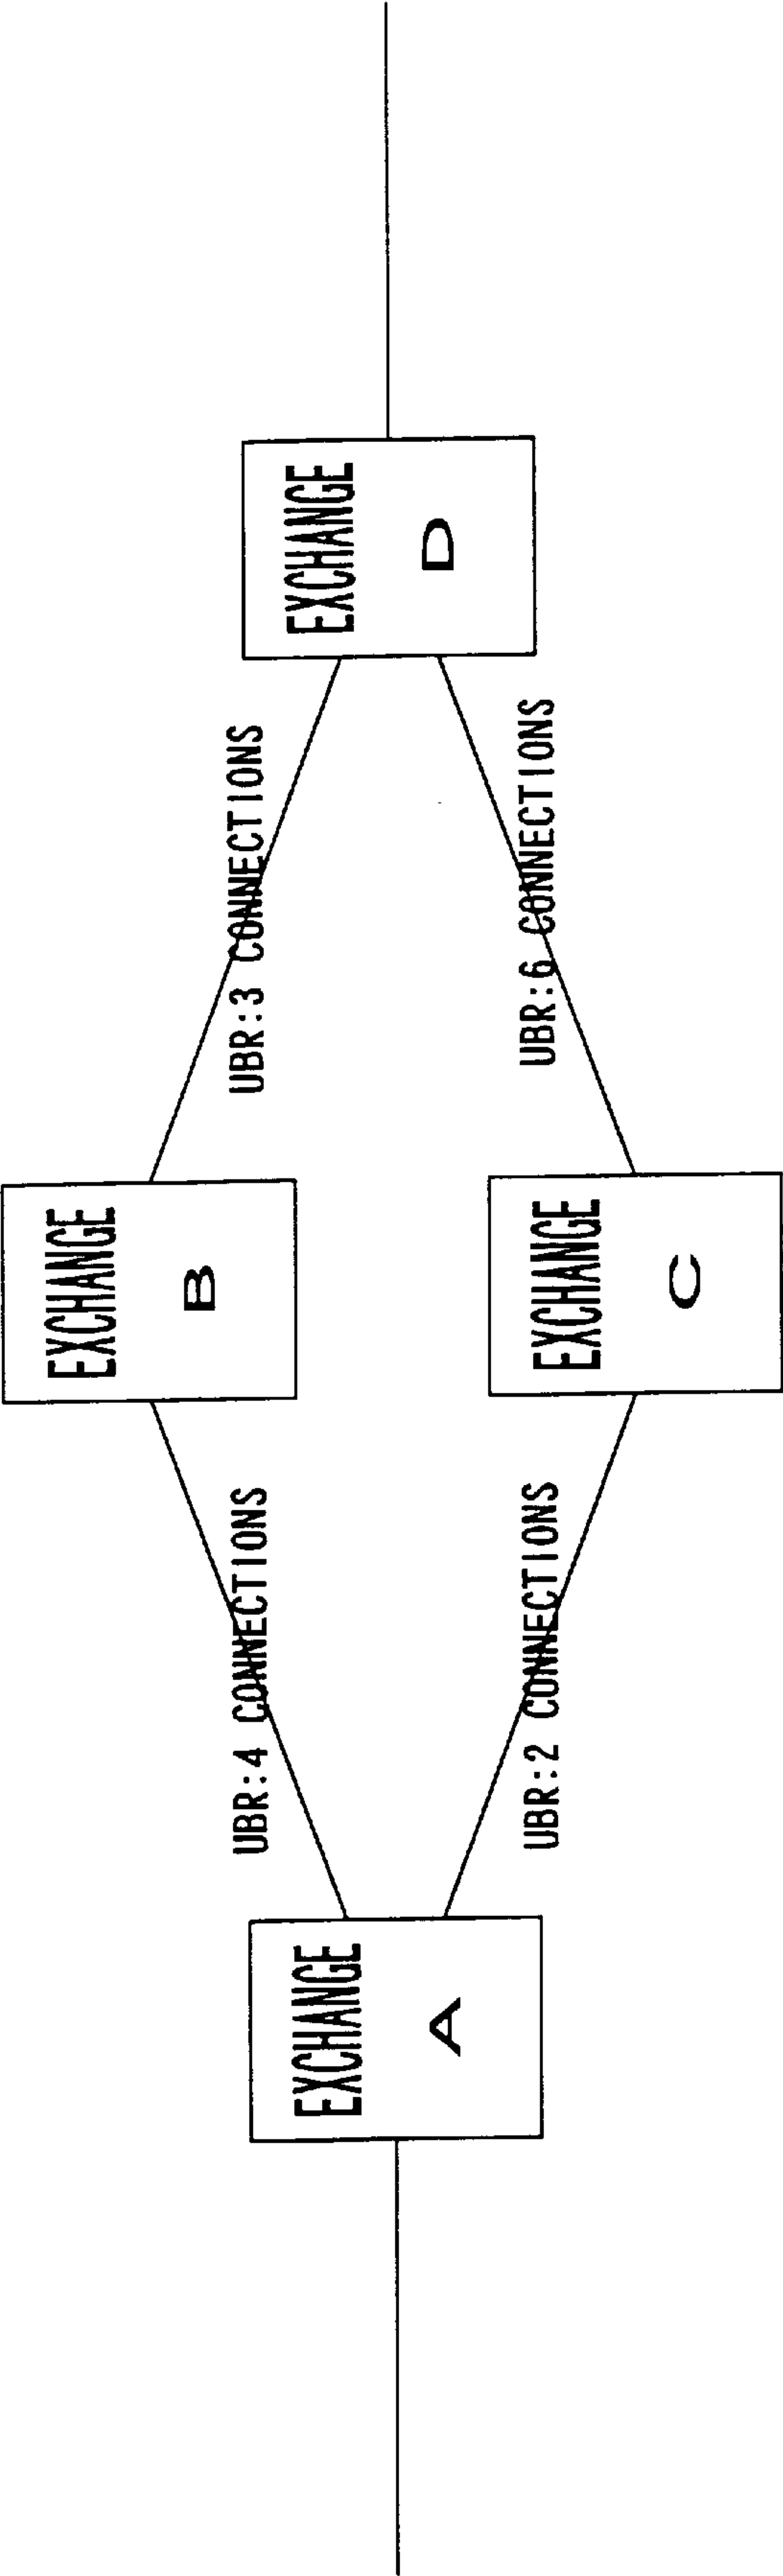 EXCHANGE
A
UBR:4 CONNECTIONS
UBR:2 CONNECTIONS
EXCHANGE
B
EXCHANGE
C
UBR:3 CONNECTIONS
UBR:6 CONNECTIONS
EXCHANGE
D